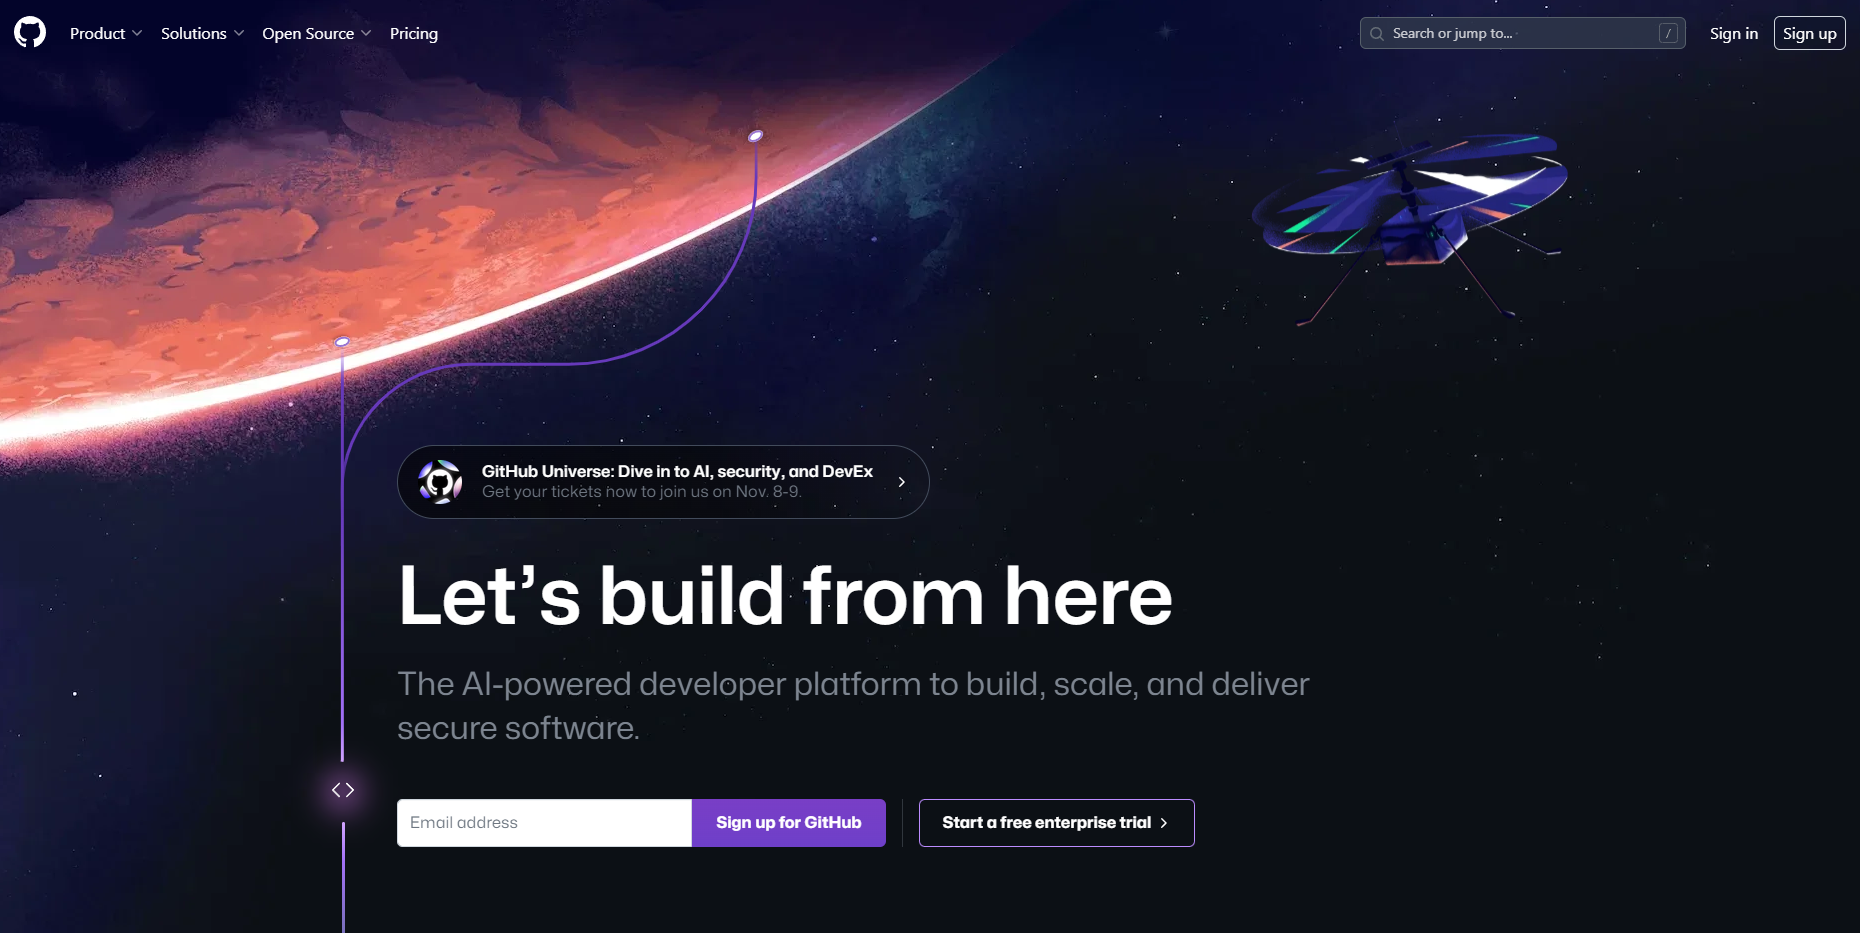 Product
Solutions
Open Source
Pricing
Search or jump to...
/
Sign in
Sign up
GitHub Universe: Dive in to AI, security, and DevEx
Get your tickets how to join us on Nov. 8-9.
Let’s build from here
The AI-powered developer platform to build, scale, and deliver
secure software.
Email address
Sign up for GitHub
Start a free enterprise trial